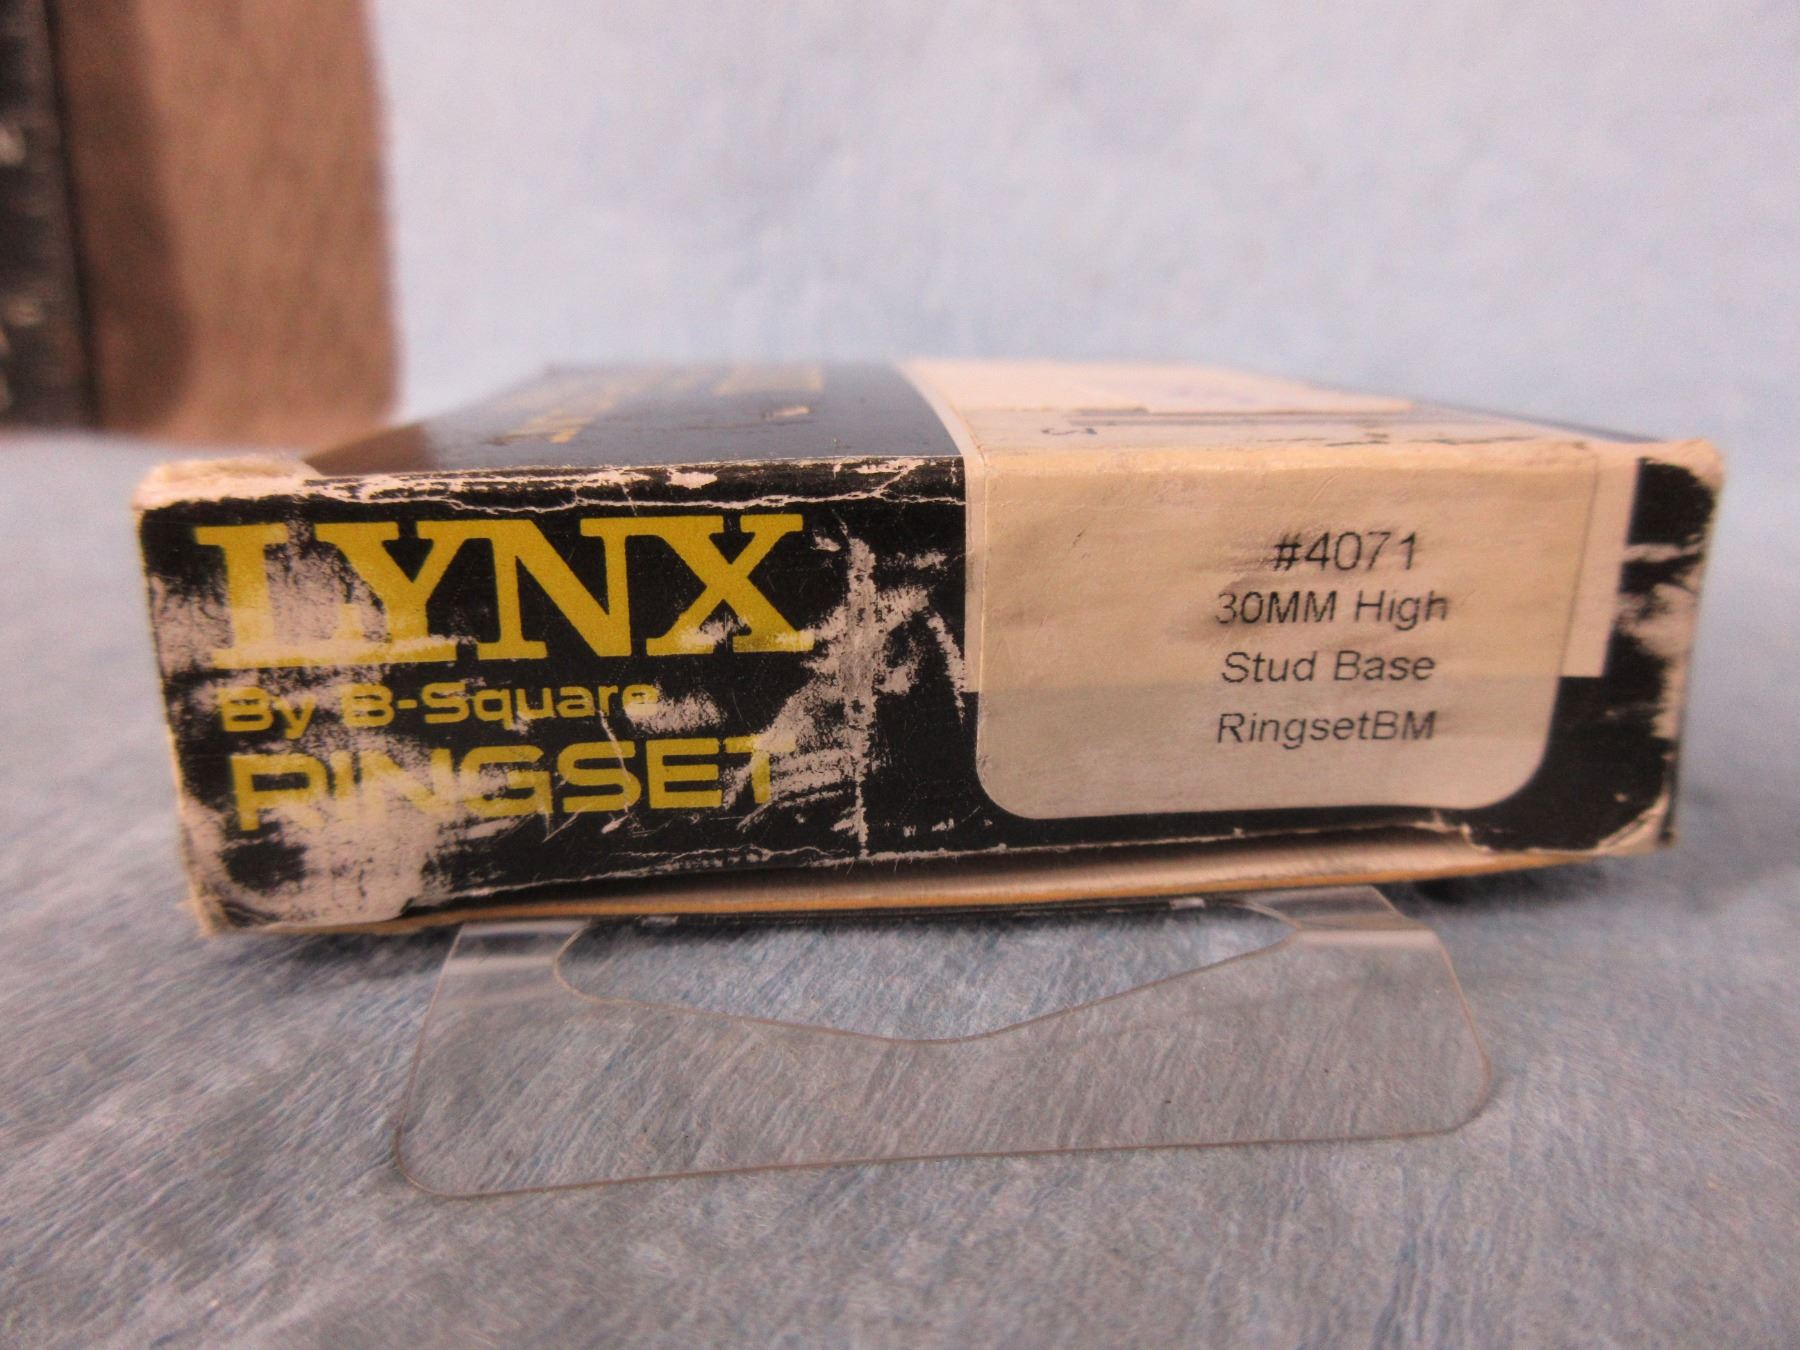 LYNX
By B-Square
RINGSET
#4071
30MM High
Stud Base
RingsetBM